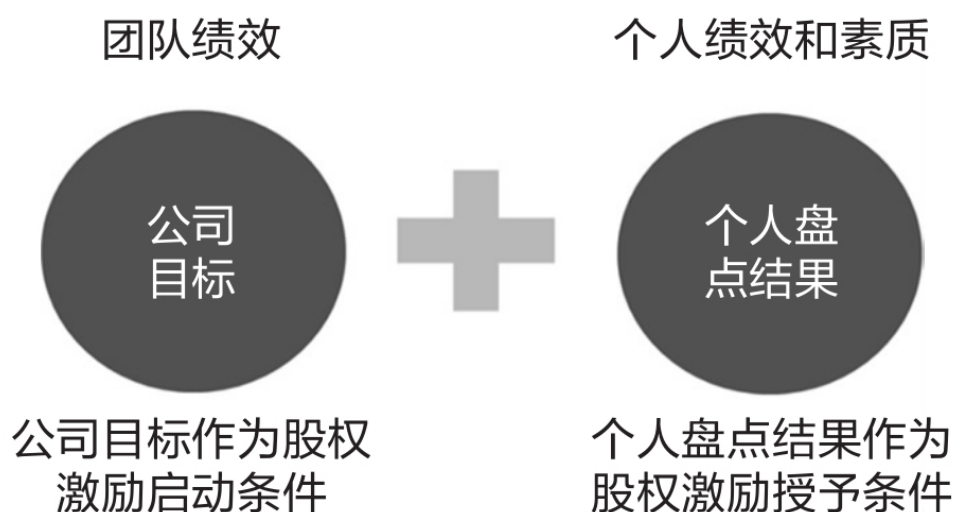 团队绩效
个人绩效和素质
公司
目标
个人盘
点结果
公司目标作为股权
激励启动条件
个人盘点结果作为
股权激励授予条件